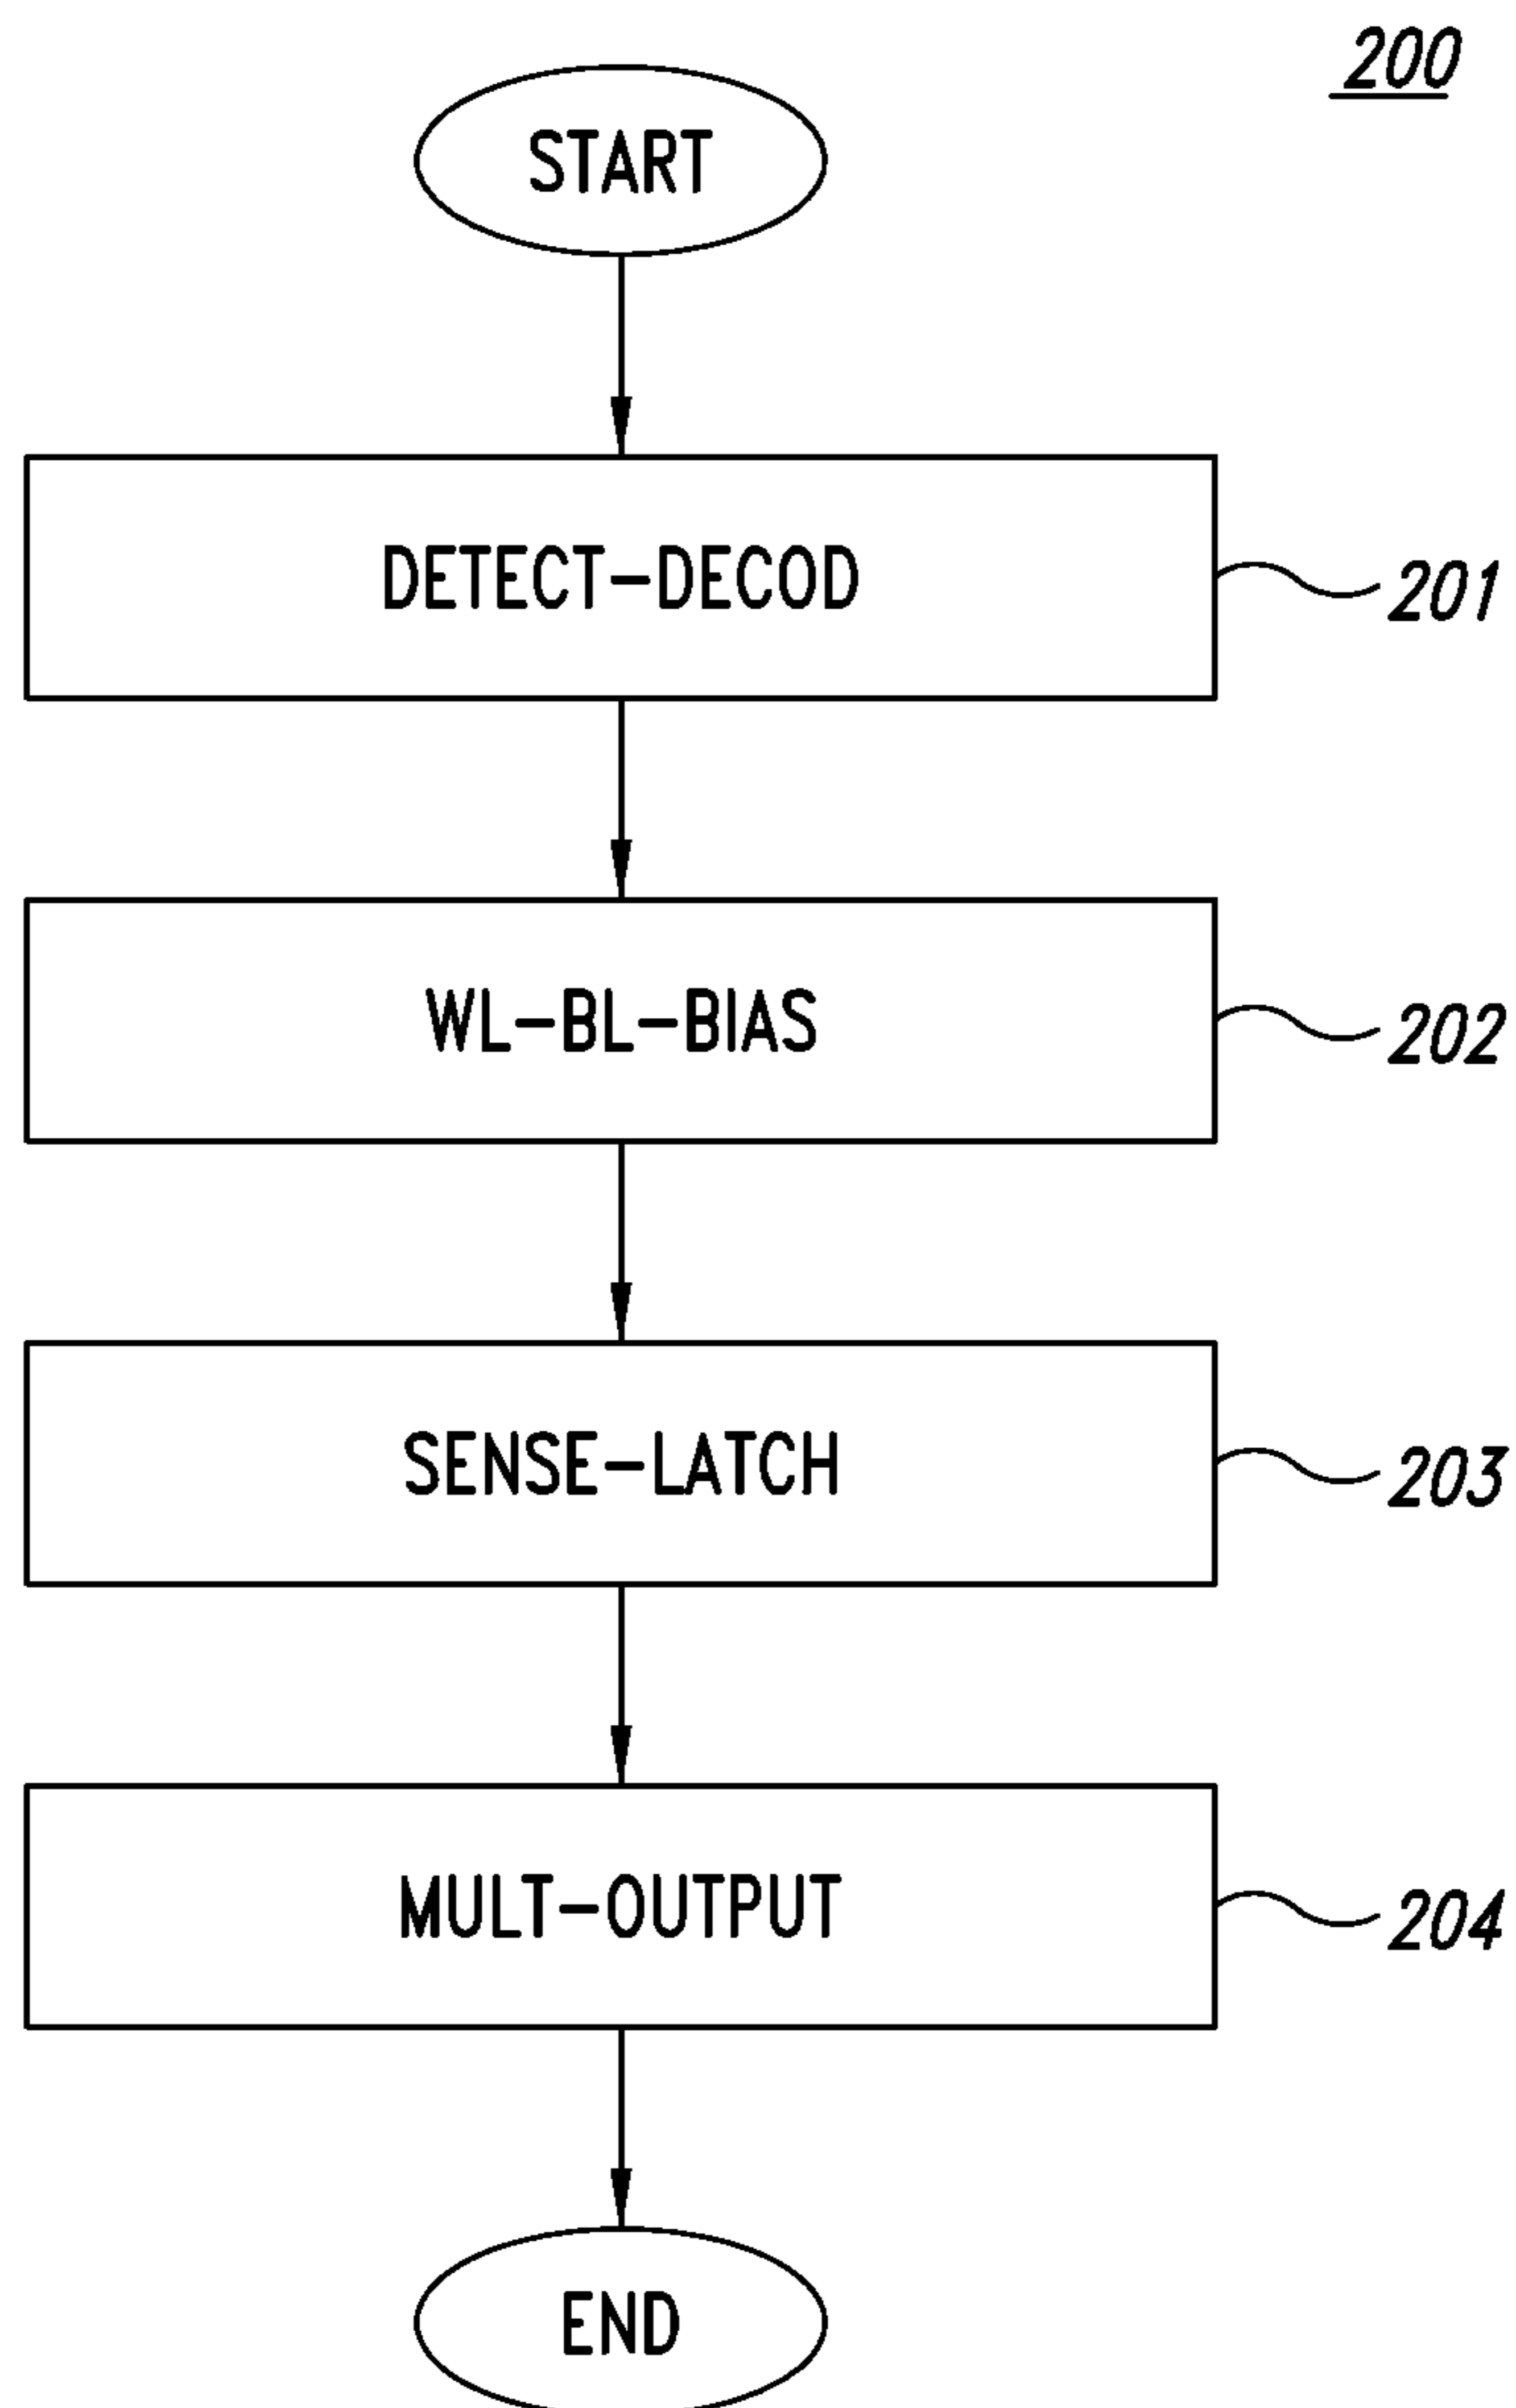 200
START
DETECT-DECOD
201
WL-BL-BIAS
202
SENSE-LATCH
203
MULT-OUTPUT
204
END